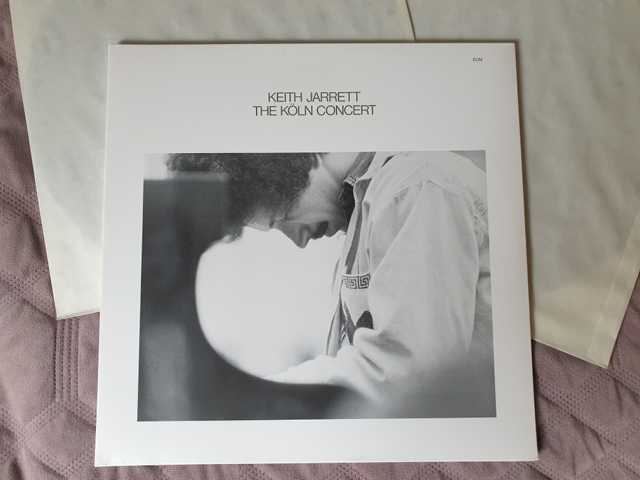 ECM
KEITH JARRETT
THE KÖLN CONCERT